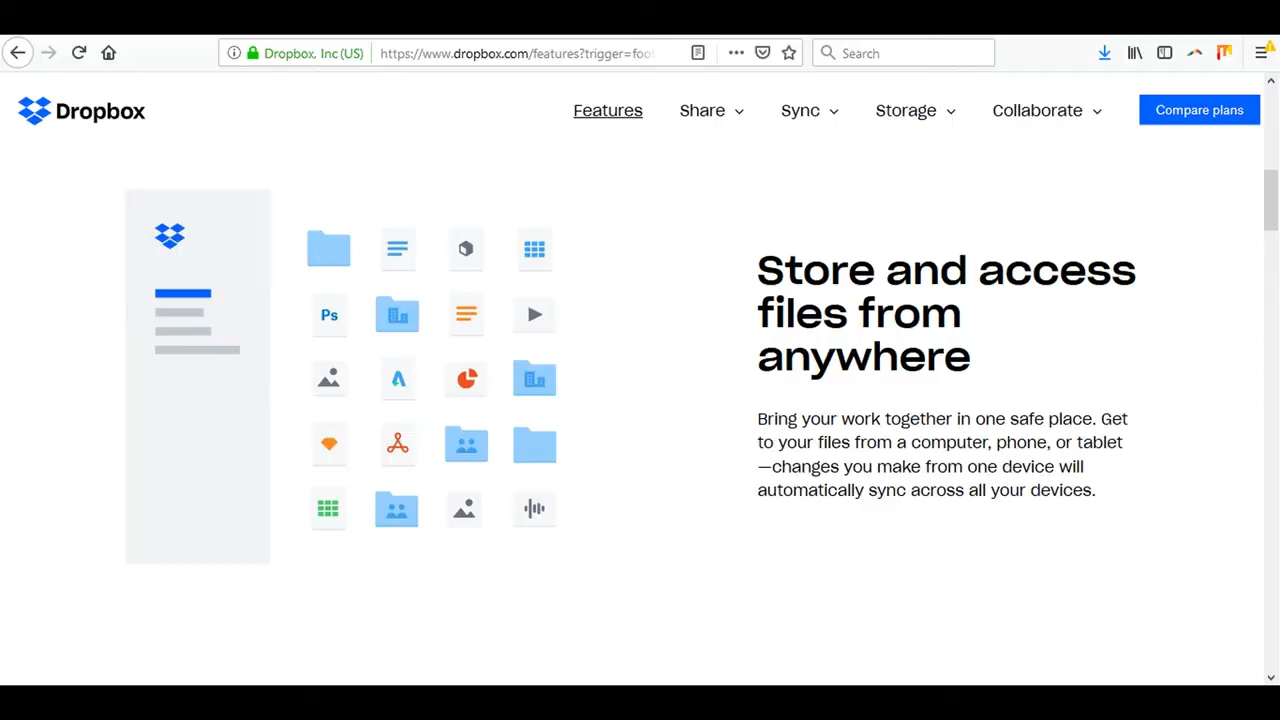 Dropbox, Inc (US)
https://www.dropbox.com/features?trigger=foot
Search
Dropbox
Features
Share
Sync
Storage
Collaborate
Compare plans
Ps
Store and access
files from
anywhere
Bring your work together in one safe place. Get
to your files from a computer, phone, or tablet
—changes you make from one device will
automatically sync across all your devices.